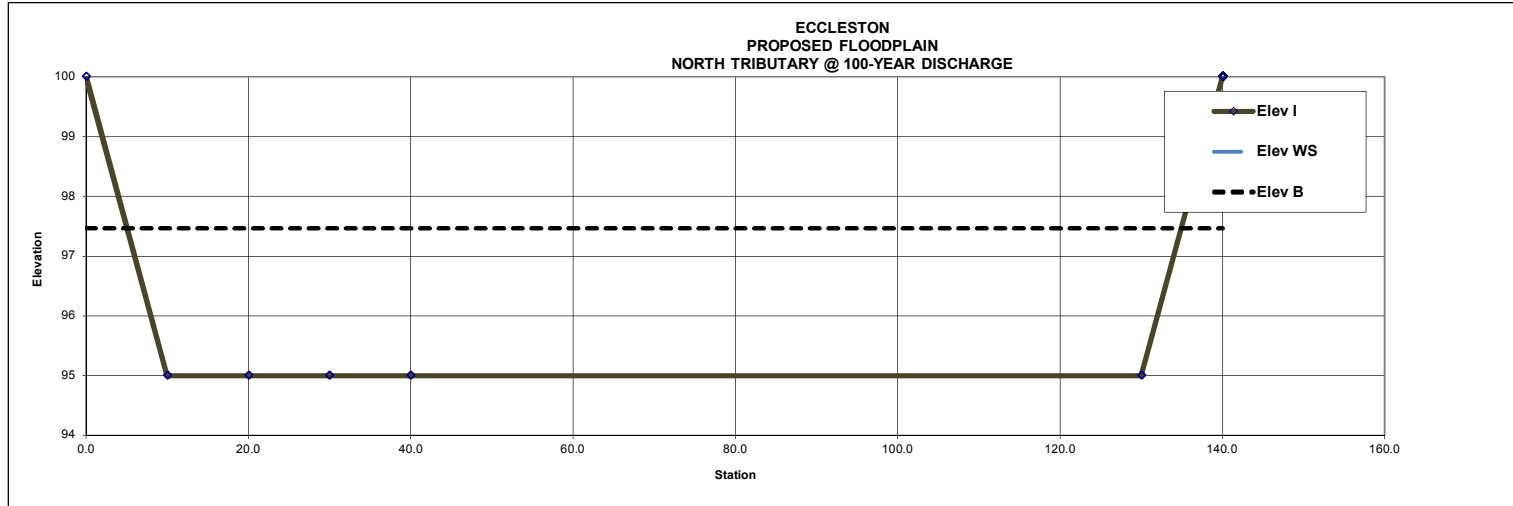 ECCLESTON
PROPOSED FLOODPLAIN
NORTH TRIBUTARY @ 100-YEAR DISCHARGE
100
99
98
97
96
95
94
Elevation
Elev I
Elev WS
Elev B
0.0 20.0 40.0 60.0 80.0 100.0 120.0 140.0 160.0
Station